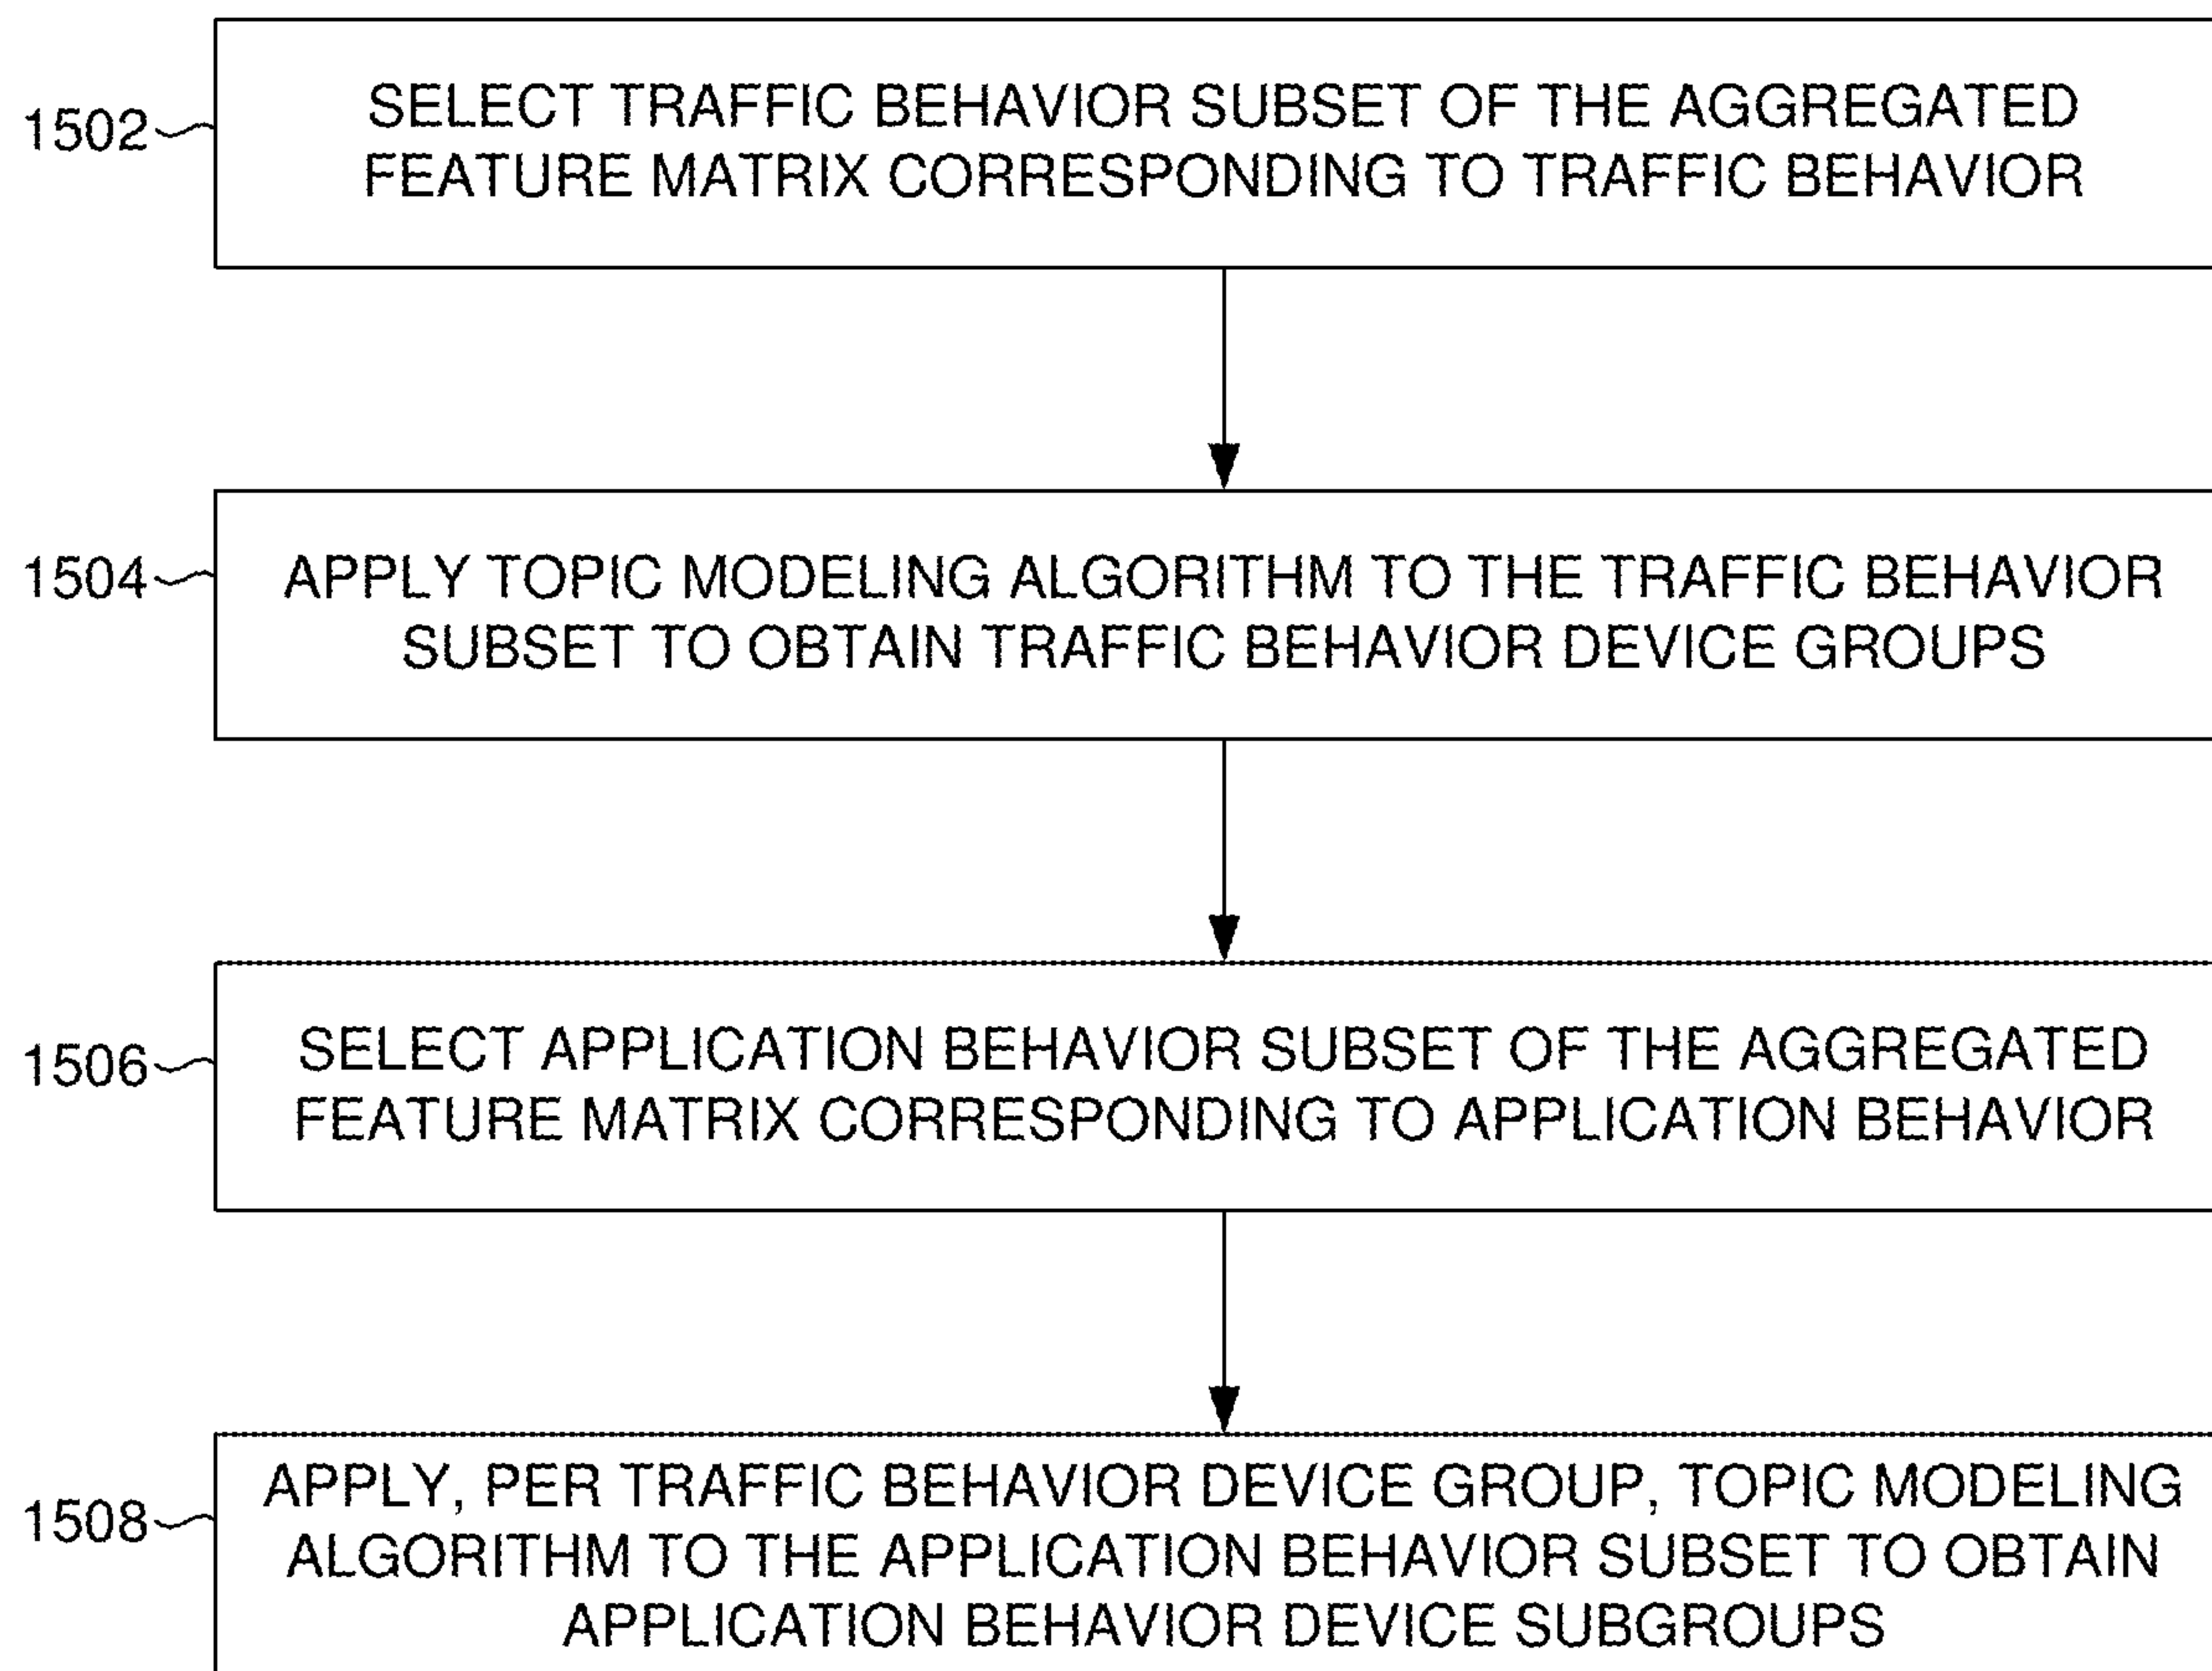 1502
SELECT TRAFFIC BEHAVIOR SUBSET OF THE AGGREGATED
FEATURE MATRIX CORRESPONDING TO TRAFFIC BEHAVIOR
1504
APPLY TOPIC MODELING ALGORITHM TO THE TRAFFIC BEHAVIOR
SUBSET TO OBTAIN TRAFFIC BEHAVIOR DEVICE GROUPS
1506
SELECT APPLICATION BEHAVIOR SUBSET OF THE AGGREGATED
FEATURE MATRIX CORRESPONDING TO APPLICATION BEHAVIOR
1508
APPLY, PER TRAFFIC BEHAVIOR DEVICE GROUP, TOPIC MODELING
ALGORITHM TO THE APPLICATION BEHAVIOR SUBSET TO OBTAIN
APPLICATION BEHAVIOR DEVICE SUBGROUPS